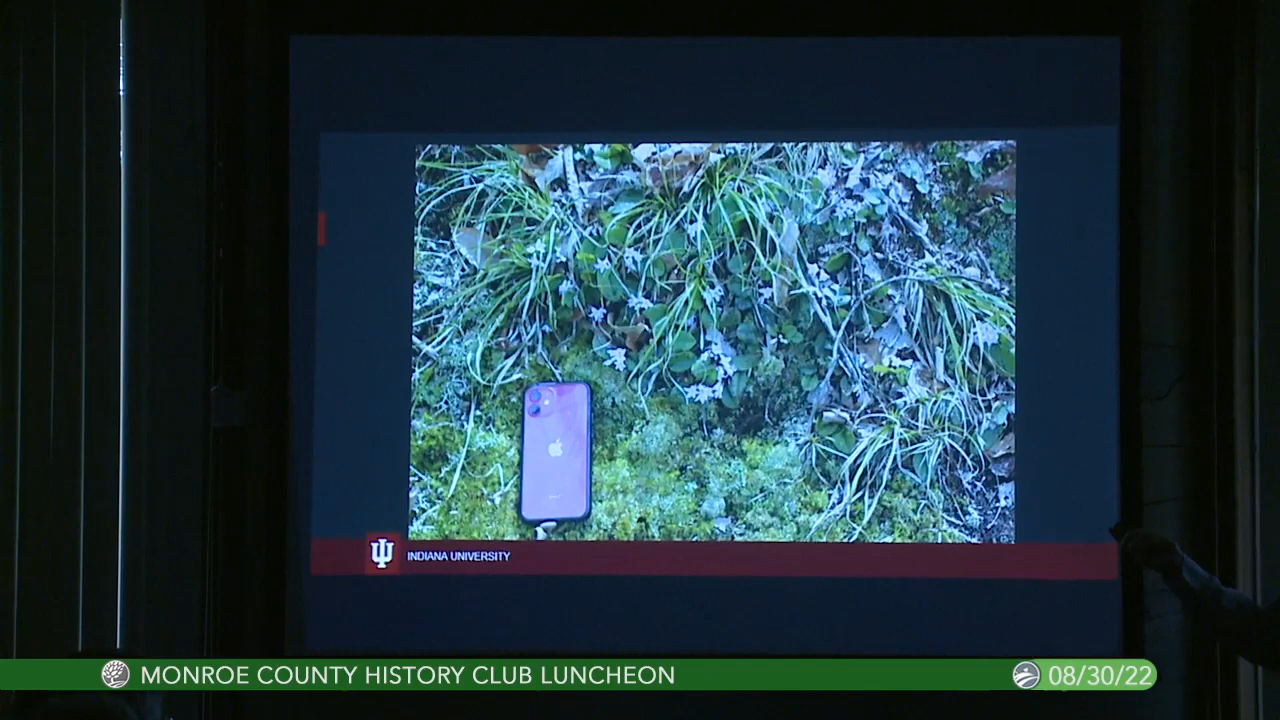 INDIANA UNIVERSITY
MONROE COUNTY HISTORY CLUB LUNCHEON
08/30/22